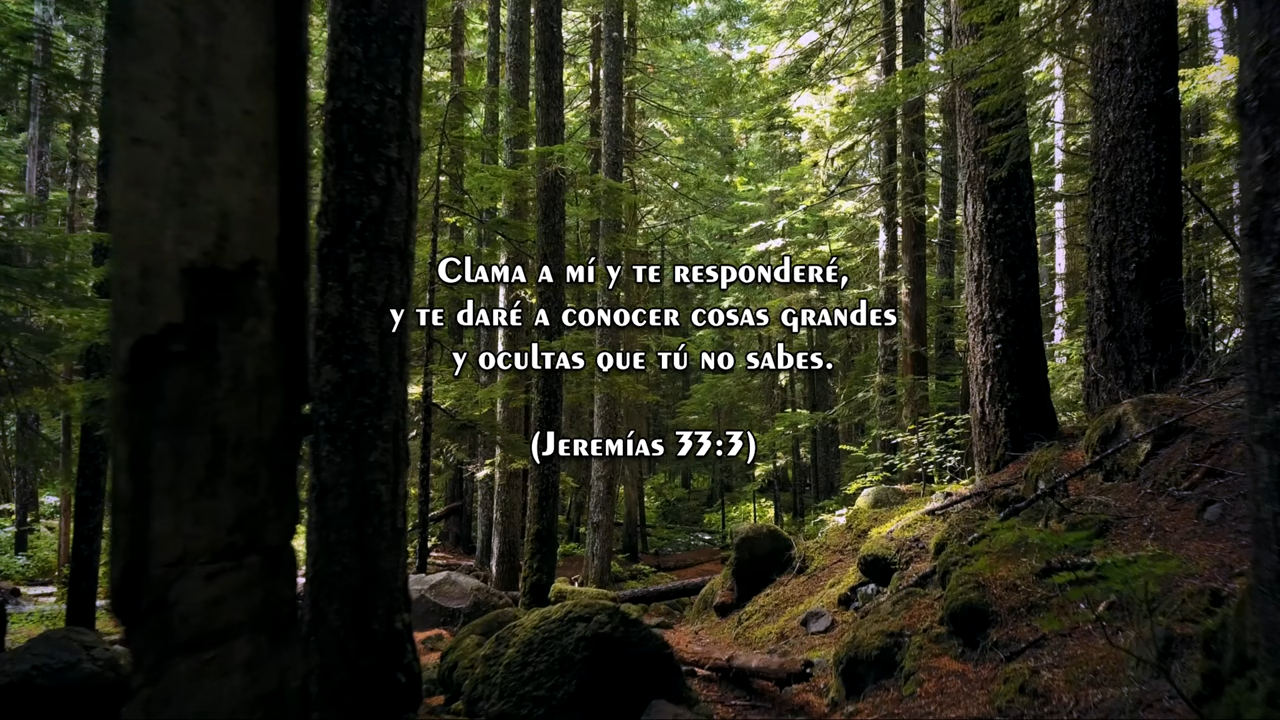 Clama a mí y te responderé,
y te daré a conocer cosas grandes
y ocultas que tú no sabes.
(Jeremías 33:3)